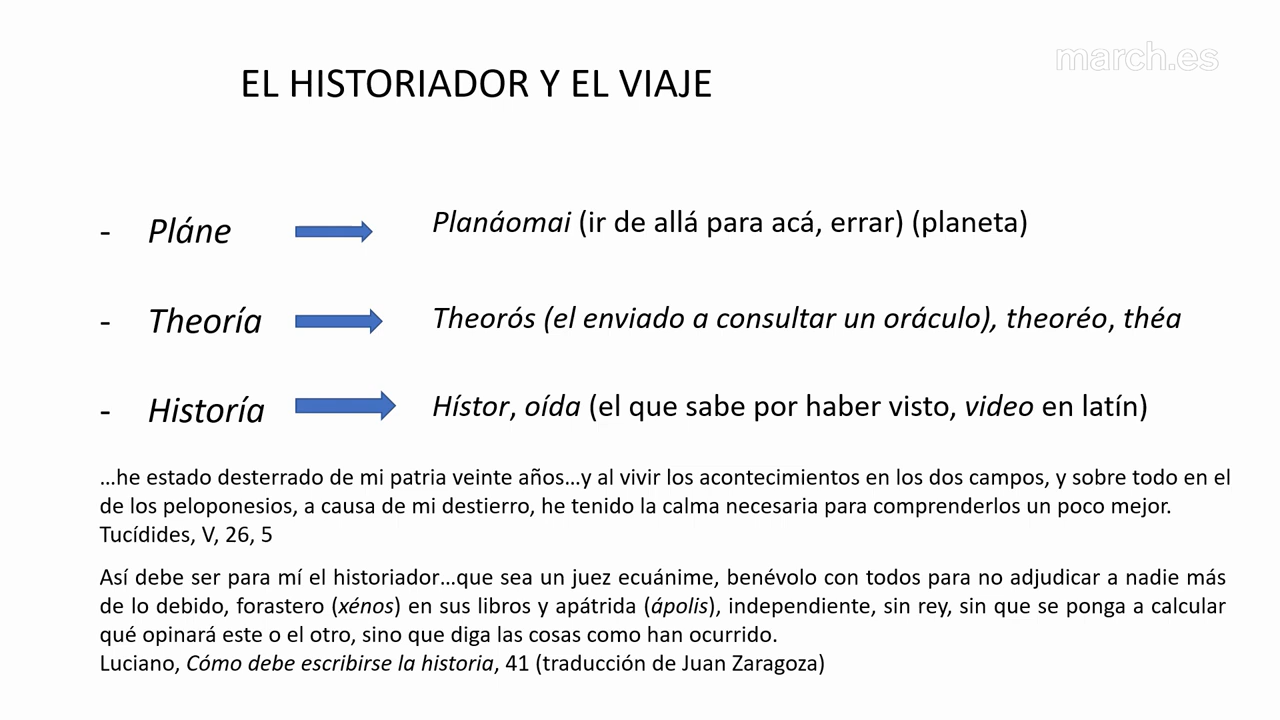 march.es
EL HISTORIADOR Y EL VIAJE
- Pláne Planáomai (ir de allá para acá, errar) (planeta)
- Theoría Theorós (el enviado a consultar un oráculo), theoréo, théa
- Historía Hístor, oída (el que sabe por haber visto, video en latín)
…he estado desterrado de mi patria veinte años…y al vivir los acontecimientos en los dos campos, y sobre todo en el
de los peloponesios, a causa de mi destierro, he tenido la calma necesaria para comprenderlos un poco mejor.
Tucídides, V, 26, 5
Así debe ser para mí el historiador…que sea un juez ecuánime, benévolo con todos para no adjudicar a nadie más
de lo debido, forastero (xénos) en sus libros y apátrida (ápolis), independiente, sin rey, sin que se ponga a calcular
qué opinará este o el otro, sino que diga las cosas como han ocurrido.
Luciano, Cómo debe escribirse la historia, 41 (traducción de Juan Zaragoza)